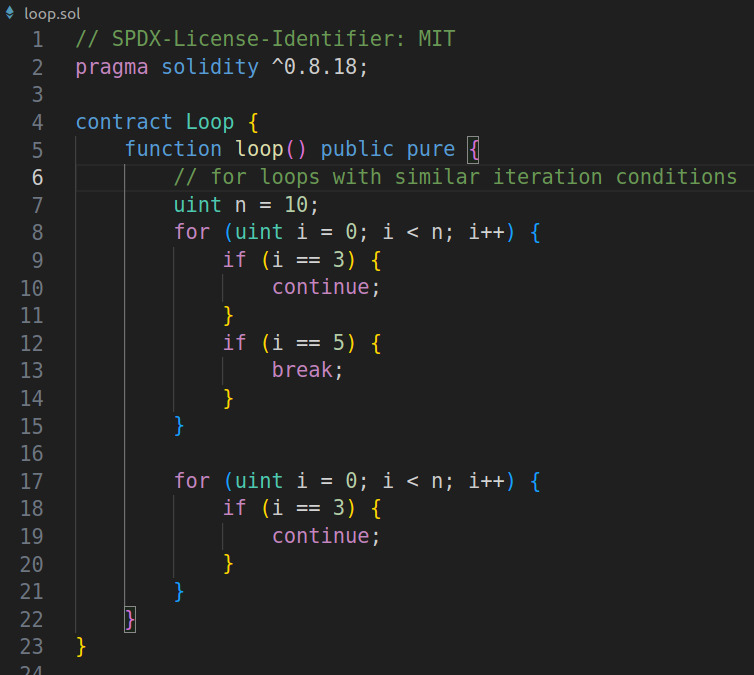 loop.sol
1 // SPDX-License-Identifier: MIT
2 pragma solidity ^0.8.18;
3
4 contract Loop {
5     function loop() public pure {
6         // for loops with similar iteration conditions
7         uint n = 10;
8         for (uint i = 0; i < n; i++) {
9             if (i == 3) {
10                 continue;
11             }
12             if (i == 5) {
13                 break;
14             }
15         }
16
17         for (uint i = 0; i < n; i++) {
18             if (i == 3) {
19                 continue;
20             }
21         }
22     }
23 }
24